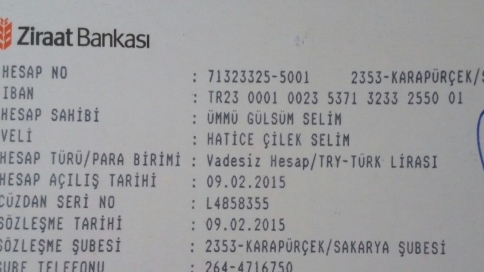 Ziraat Bankası
HESAP NO : 71323325-5001 2353-KARAPÜRÇEK/S
IBAN : TR23 0001 0023 5371 3233 2550 01
HESAP SAHİBİ : ÜMMÜ GÜLSÜM SELİM
VELİ : HATİCE ÇİLEK SELİM
HESAP TÜRÜ/PARA BİRİMİ : Vadesiz Hesap/TRY-TÜRK LİRASI
HESAP AÇILIŞ TARİHİ : 09.02.2015
CÜZDAN SERİ NO : L4858355
SÖZLEŞME TARİHİ : 09.02.2015
SÖZLEŞME ŞUBESİ : 2353-KARAPÜRÇEK/SAKARYA ŞUBESİ
ŞUBE TELEFONU : 264-4716750